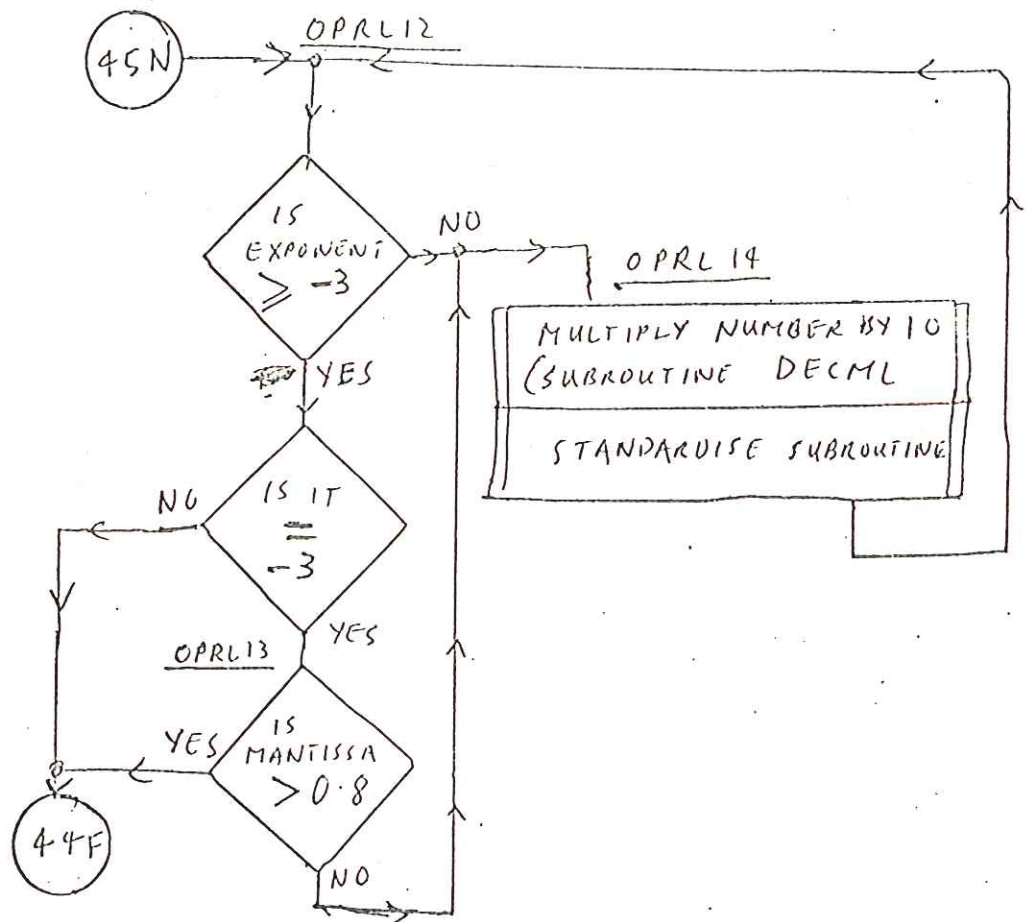 45N
OPRL12
IS
EXPONENT
≥ -3
NO
OPRL 14
MULTIPLY NUMBER BY 10
(SUBROUTINE DECML
STANDARDISE SUBROUTINE
YES
IS IT
=
-3
NO
YES
OPRL13
IS
MANTISSA
> 0.8
YES
44F
NO